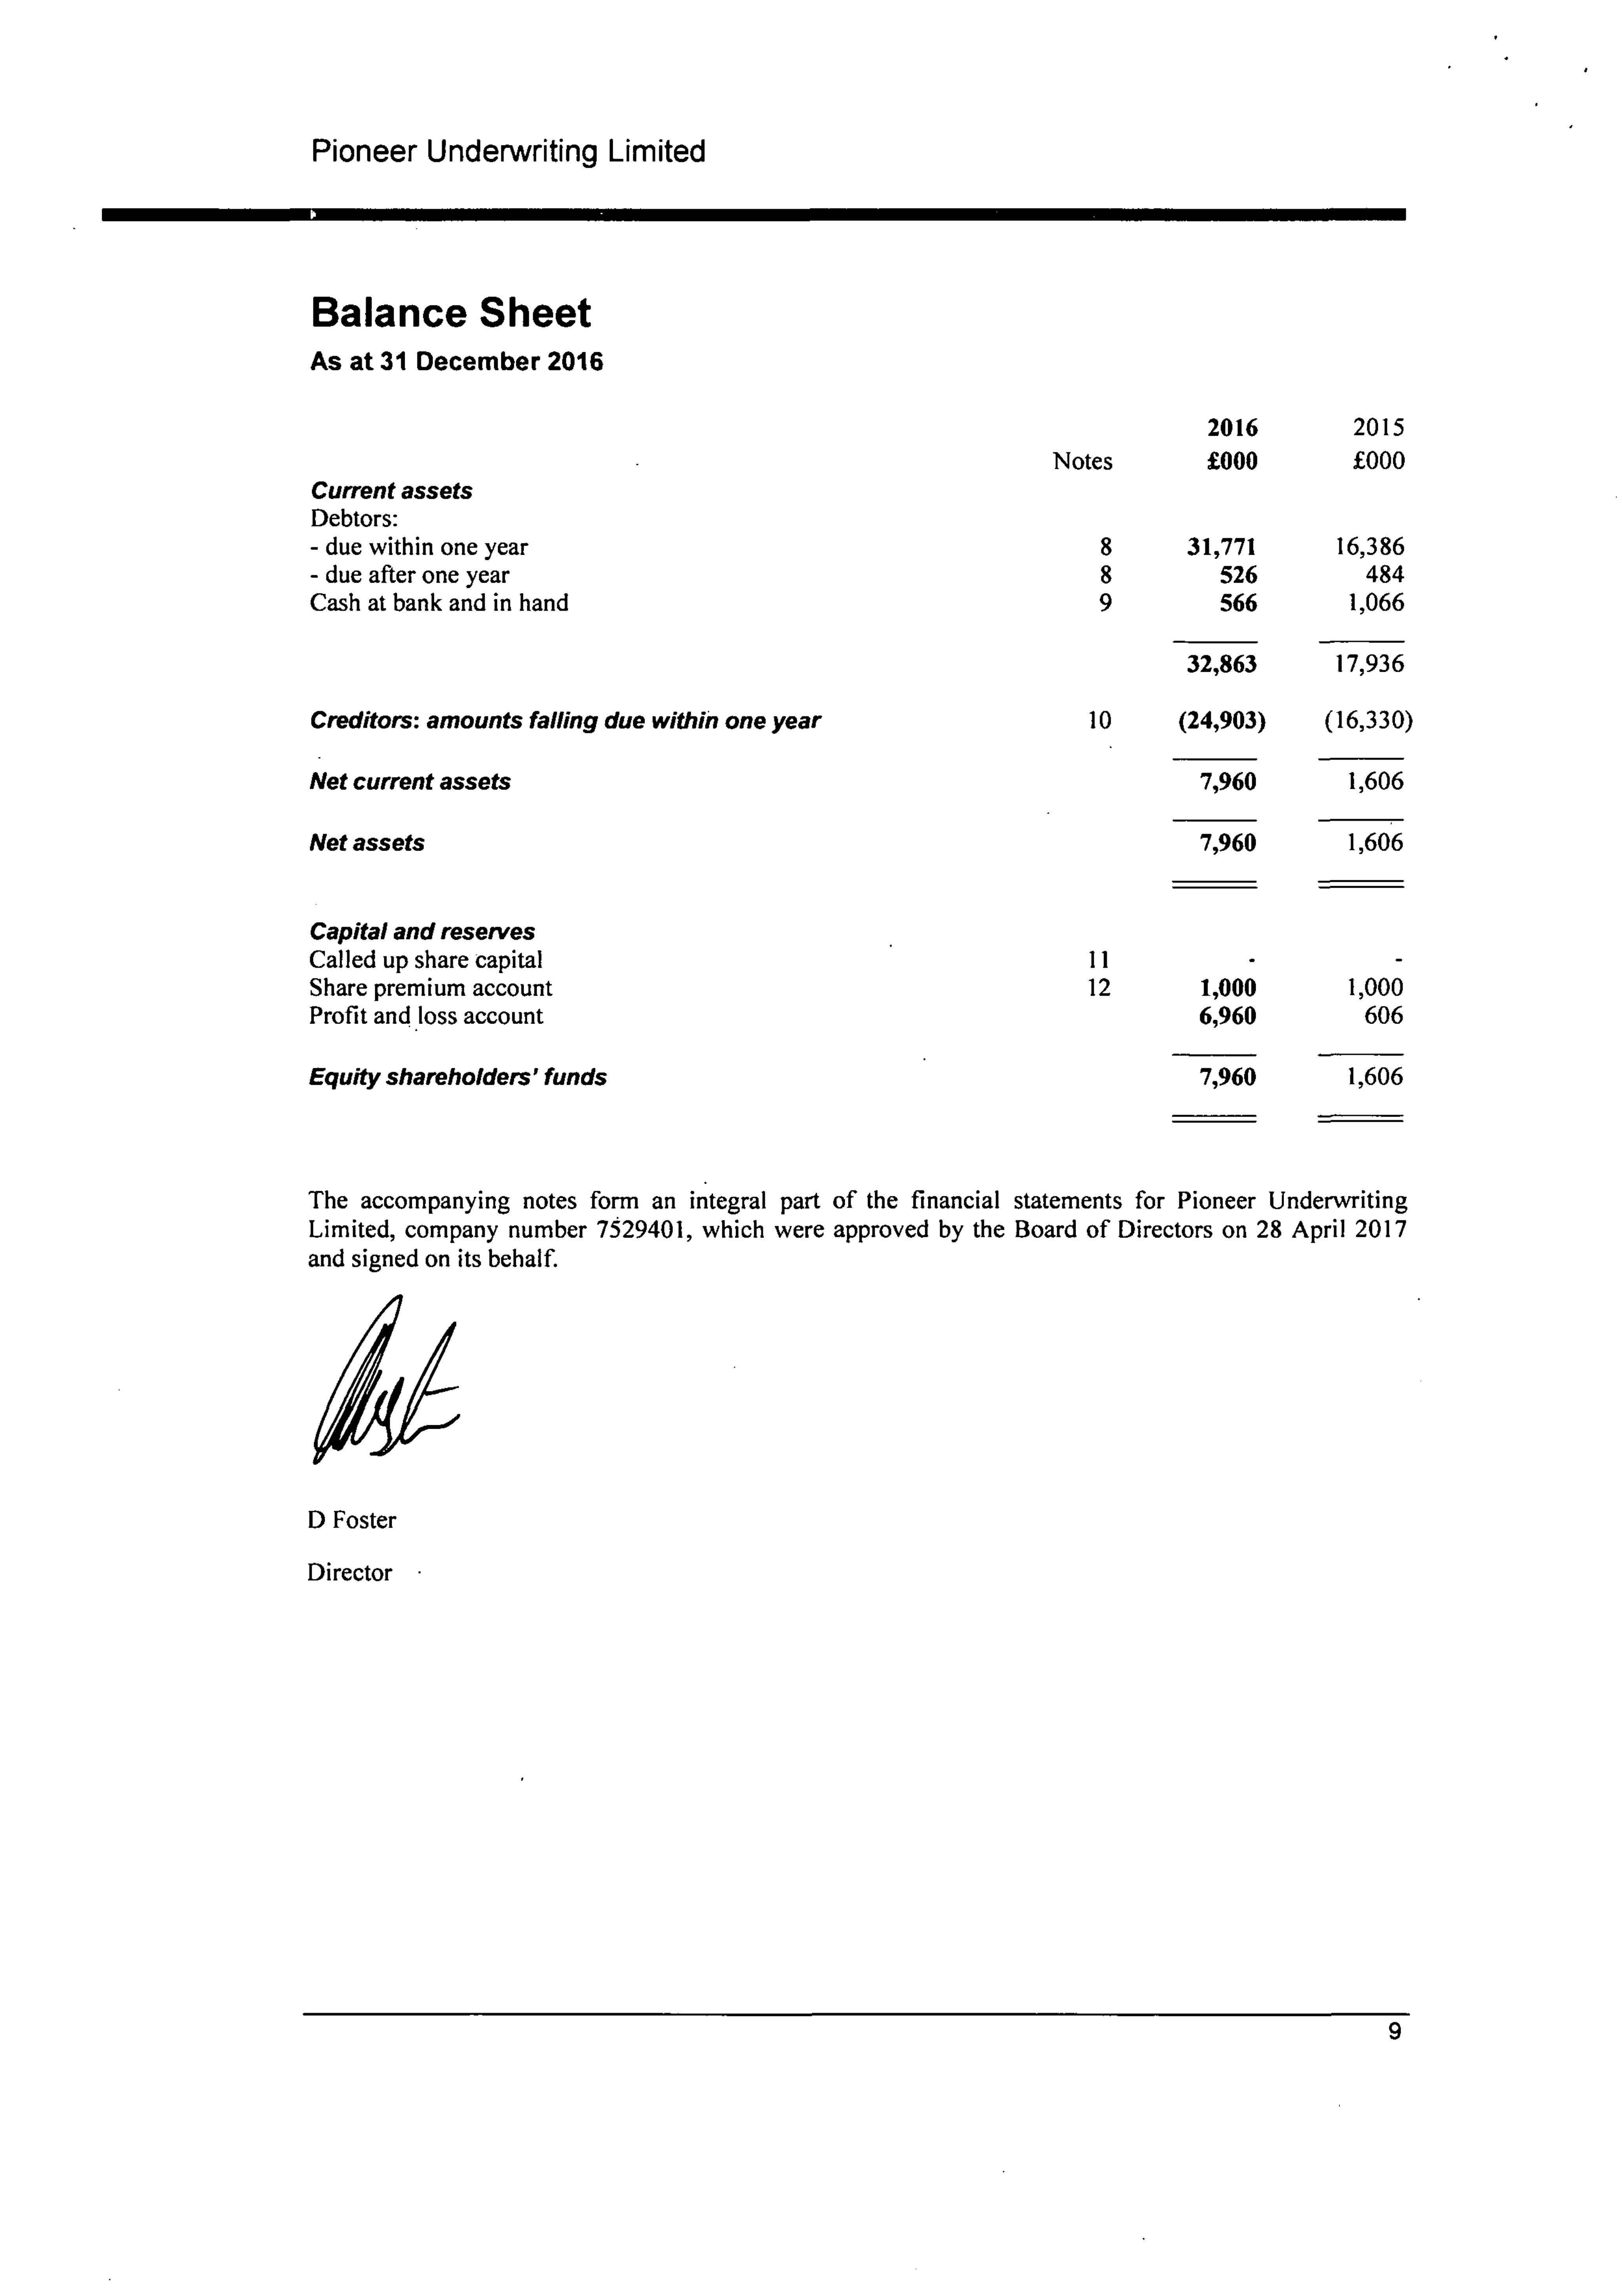 Pioneer Underwriting Limited
Balance Sheet
As at 31 December 2016
2016 2015
Notes £000 £000
Current assets
Debtors:
- due within one year 8 31,771 16,386
- due after one year 8 526 484
Cash at bank and in hand 9 566 1,066
32,863 17,936
Creditors: amounts falling due within one year 10 (24,903) (16,330)
Net current assets 7,960 1,606
Net assets 7,960 1,606
Capital and reserves
Called up share capital 11 - -
Share premium account 12 1,000 1,000
Profit and loss account 6,960 606
Equity shareholders' funds 7,960 1,606
The accompanying notes form an integral part of the financial statements for Pioneer Underwriting
Limited, company number 7529401, which were approved by the Board of Directors on 28 April 2017
and signed on its behalf.
D Foster
Director
9